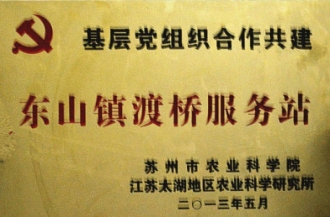 基层党组织合作共建
东山镇渡桥服务站
苏州市农业科学院
江苏太湖地区农业科学研究所
二〇一三年五月